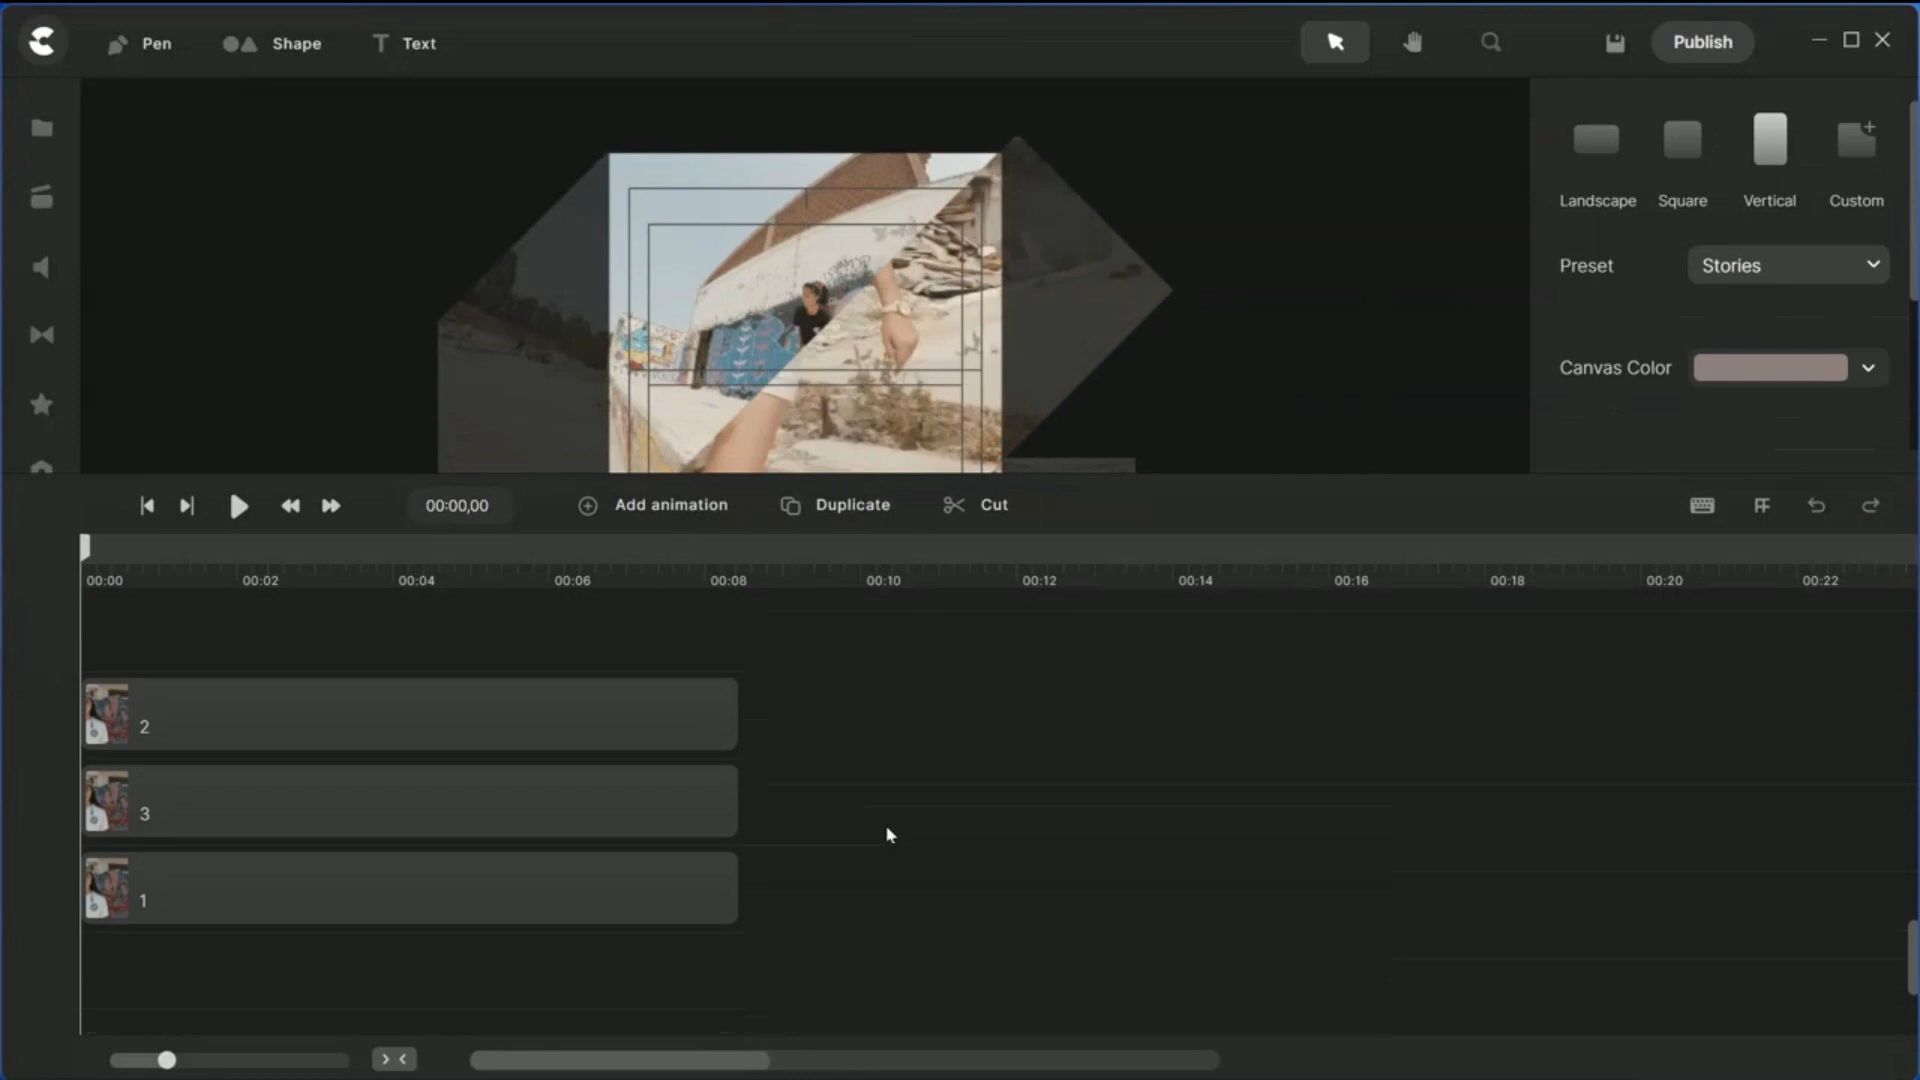 Pen Shape Text Publish
Landscape Square Vertical Custom
Preset Stories
Canvas Color
00:00,00 Add animation Duplicate Cut
00:00 00:02 00:04 00:06 00:08 00:10 00:12 00:14 00:16 00:18 00:20 00:22
2
3
1